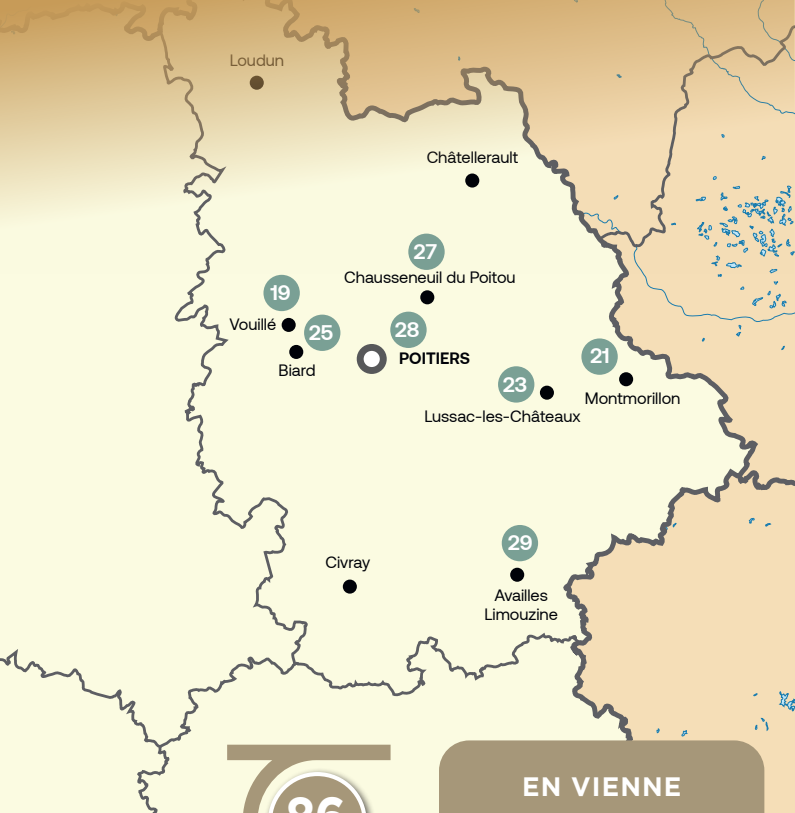 Loudun
Châtellerault
27
Chausseneuil du Poitou
19
Vouillé
25
28
Biard
POITIERS
21
23
Montmorillon
Lussac-les-Châteaux
29
Civray
Availles
Limouzine
86
EN VIENNE